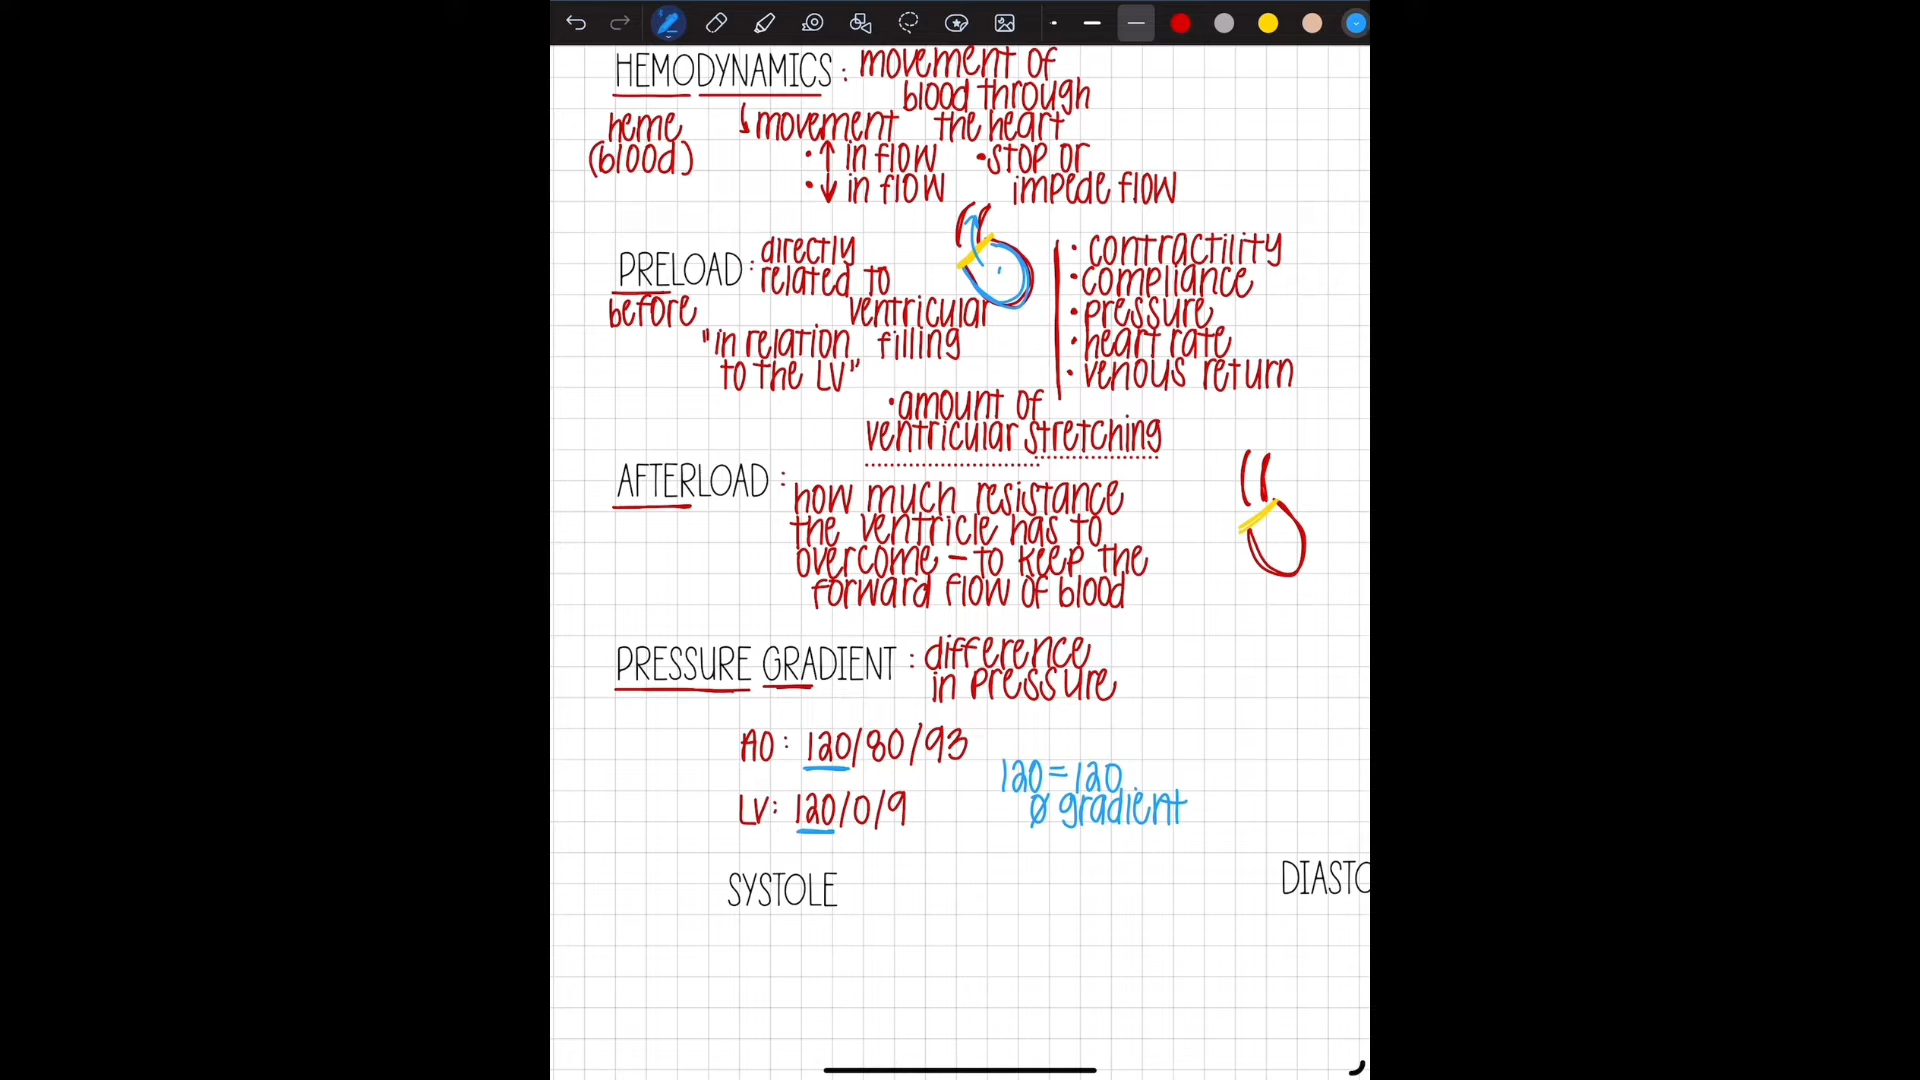 HEMODYNAMICS : movement of
blood through
heme ↳ movement the heart
(blood) • ↑ in flow • stop or
• ↓ in flow impede flow
PRELOAD : directly
related to
before ventricular
"in relation filling
to the LV"
• contractility
• compliance
• pressure
• heart rate
• venous return
• amount of
ventricular stretching
AFTERLOAD :
how much resistance
the ventricle has to
overcome – to keep the
forward flow of blood
PRESSURE GRADIENT : difference
in pressure
AO : 120/80/93
LV : 120/0/9
120 = 120
Ø gradient
SYSTOLE
DIASTO